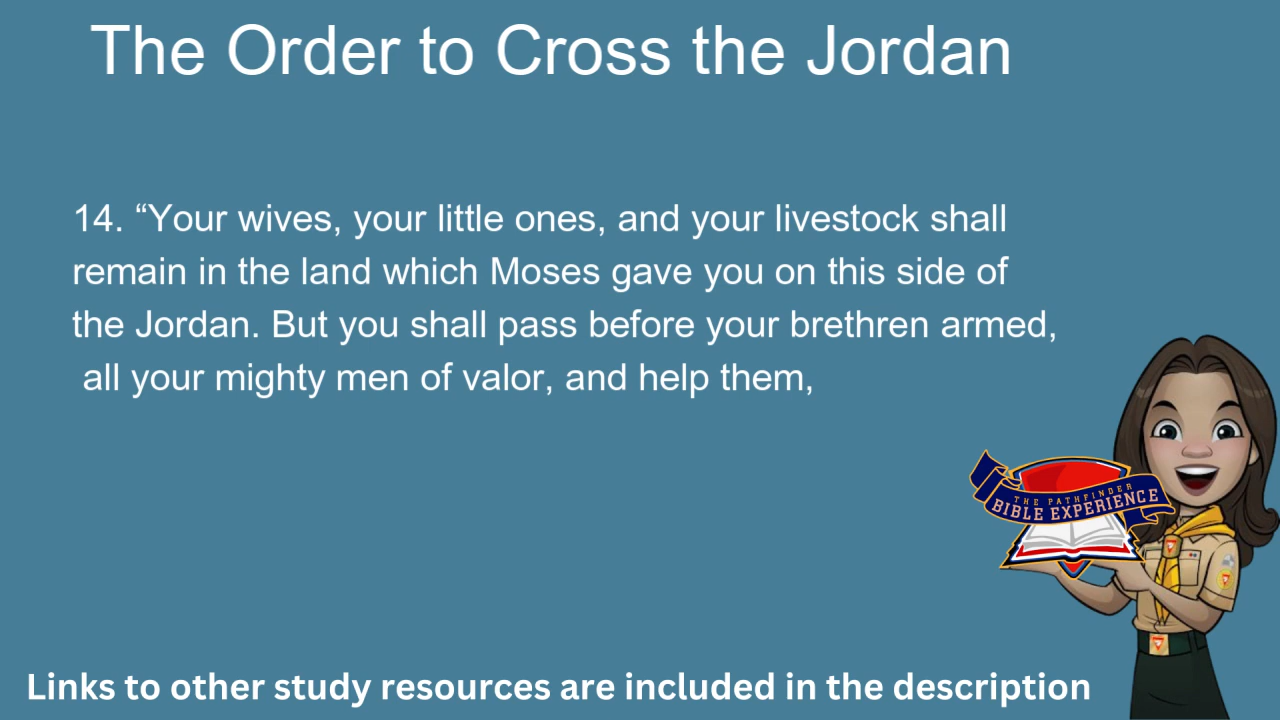 The Order to Cross the Jordan
14. “Your wives, your little ones, and your livestock shall
remain in the land which Moses gave you on this side of
the Jordan. But you shall pass before your brethren armed,
all your mighty men of valor, and help them,
THE PATHFINDER
BIBLE EXPERIENCE
Links to other study resources are included in the description